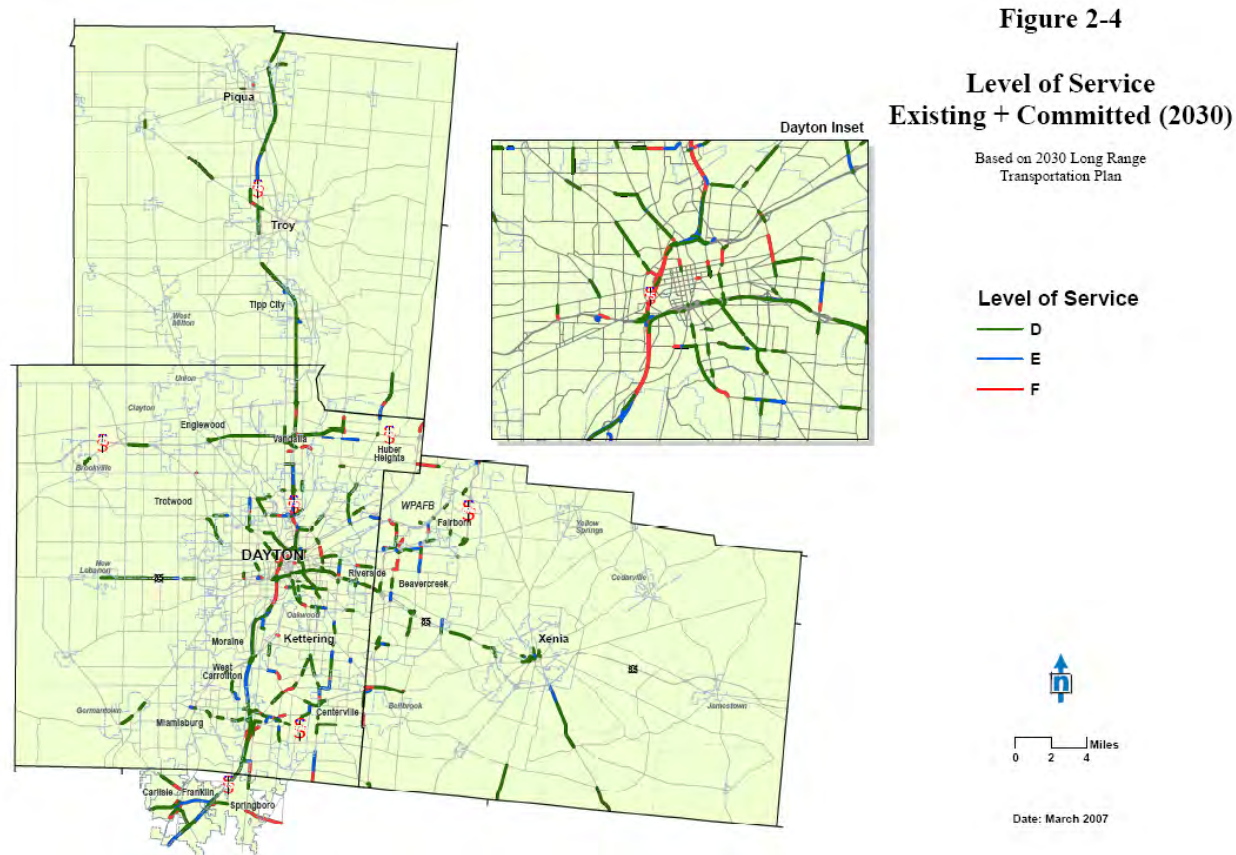 Figure 2-4
Level of Service
Existing + Committed (2030)
Based on 2030 Long Range
Transportation Plan
Dayton Inset
Level of Service
D
E
F
Piqua
Troy
Tipp City
West
Milton
Union
Clayton
Englewood
Vandalia
Huber
Heights
Brookville
Trotwood
WPAFB
Fairborn
Yellow
Springs
DAYTON
New
Lebanon
Riverside
Beavercreek
Cedarville
Oakwood
Moraine
Kettering
Xenia
West
Carrollton
Germantown
Miamisburg
Centerville
Bellbrook
Jamestown
Carlisle
Franklin
Springboro
n
0 2 4 Miles
Date: March 2007